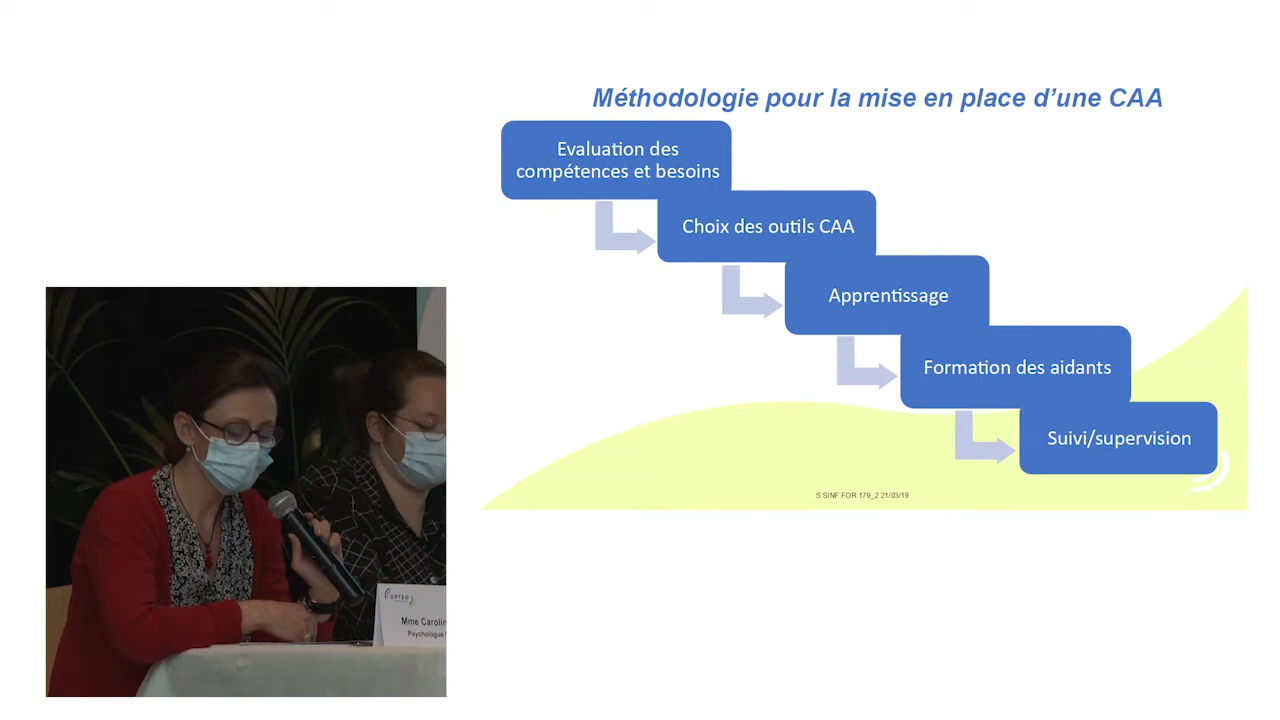 Méthodologie pour la mise en place d’une CAA
Evaluation des
compétences et besoins
Choix des outils CAA
Apprentissage
Formation des aidants
Suivi/supervision
S SINF FOR 179_2 21/03/19
OPTEO
Mme Carolin
Psychologue